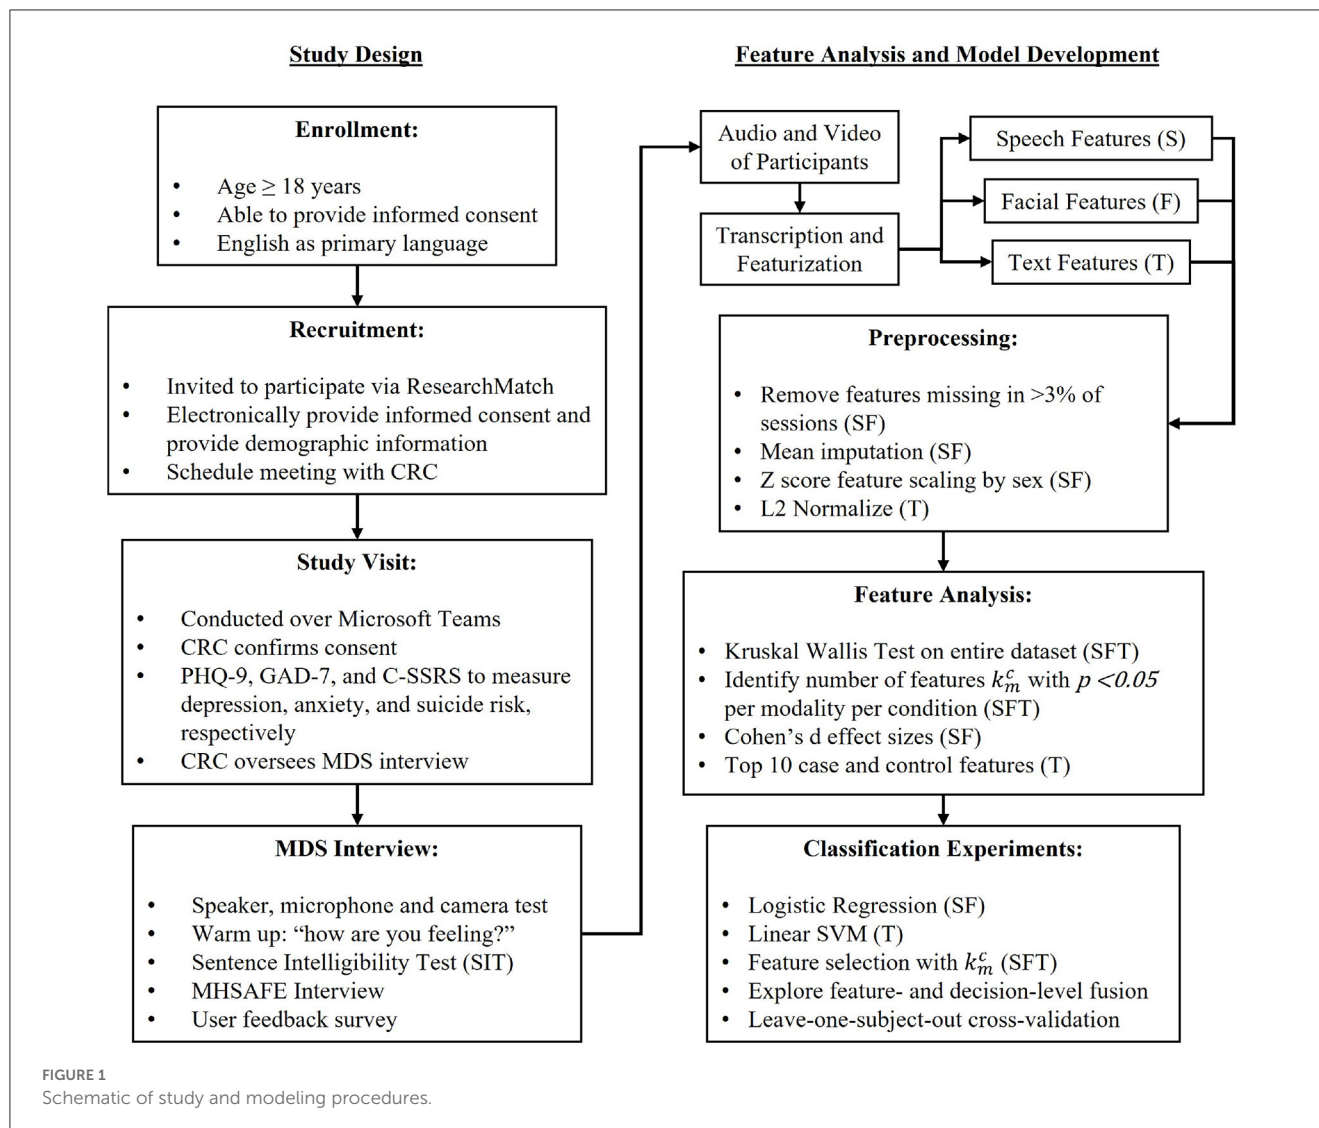 Study Design
Enrollment:
• Age ≥ 18 years
• Able to provide informed consent
• English as primary language
Recruitment:
• Invited to participate via ResearchMatch
• Electronically provide informed consent and
provide demographic information
• Schedule meeting with CRC
Study Visit:
• Conducted over Microsoft Teams
• CRC confirms consent
• PHQ-9, GAD-7, and C-SSRS to measure
depression, anxiety, and suicide risk,
respectively
• CRC oversees MDS interview
MDS Interview:
• Speaker, microphone and camera test
• Warm up: “how are you feeling?”
• Sentence Intelligibility Test (SIT)
• MHSAFE Interview
• User feedback survey
Feature Analysis and Model Development
Audio and Video
of Participants
Transcription and
Featurization
Speech Features (S)
Facial Features (F)
Text Features (T)
Preprocessing:
• Remove features missing in >3% of
sessions (SF)
• Mean imputation (SF)
• Z score feature scaling by sex (SF)
• L2 Normalize (T)
Feature Analysis:
• Kruskal Wallis Test on entire dataset (SFT)
• Identify number of features k_m^c with p <0.05
per modality per condition (SFT)
• Cohen’s d effect sizes (SF)
• Top 10 case and control features (T)
Classification Experiments:
• Logistic Regression (SF)
• Linear SVM (T)
• Feature selection with k_m^c (SFT)
• Explore feature- and decision-level fusion
• Leave-one-subject-out cross-validation
FIGURE 1
Schematic of study and modeling procedures.